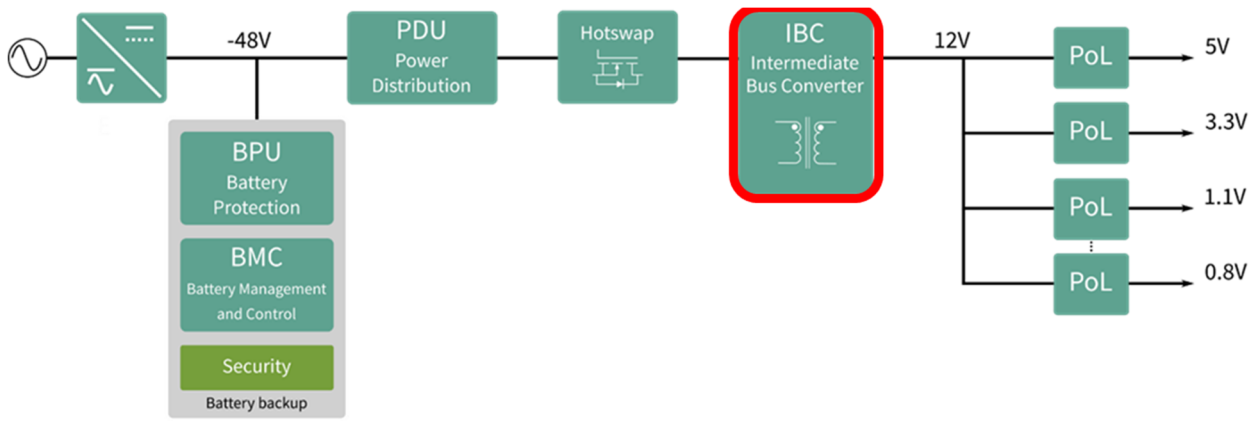 -48V
PDU
Power
Distribution
Hotswap
IBC
Intermediate
Bus Converter
12V
PoL
5V
PoL
3.3V
PoL
1.1V
PoL
0.8V
BPU
Battery
Protection
BMC
Battery Management
and Control
Security
Battery backup